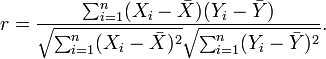 r = \frac{\sum_{i=1}^{n}(X_i - \bar{X})(Y_i - \bar{Y})}{\sqrt{\sum_{i=1}^{n}(X_i - \bar{X})^2}\sqrt{\sum_{i=1}^{n}(Y_i - \bar{Y})^2}}.